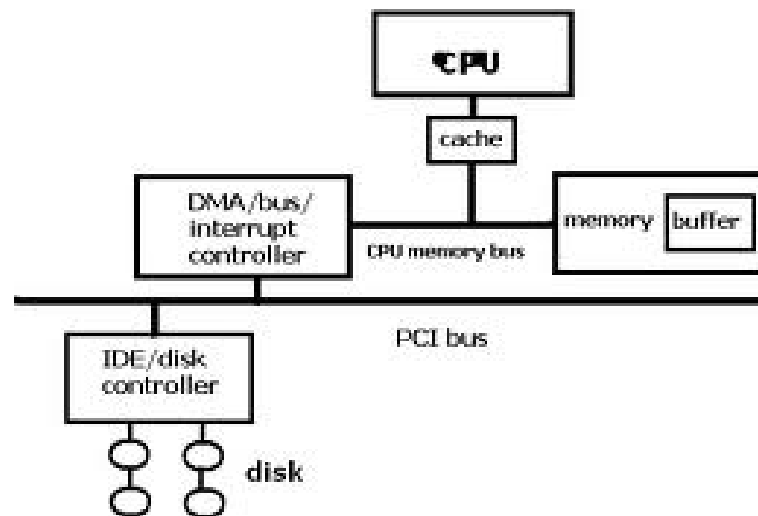 CPU
cache
DMA/bus/
interrupt
controller
memory
buffer
CPU memory bus
PCI bus
IDE/disk
controller
disk